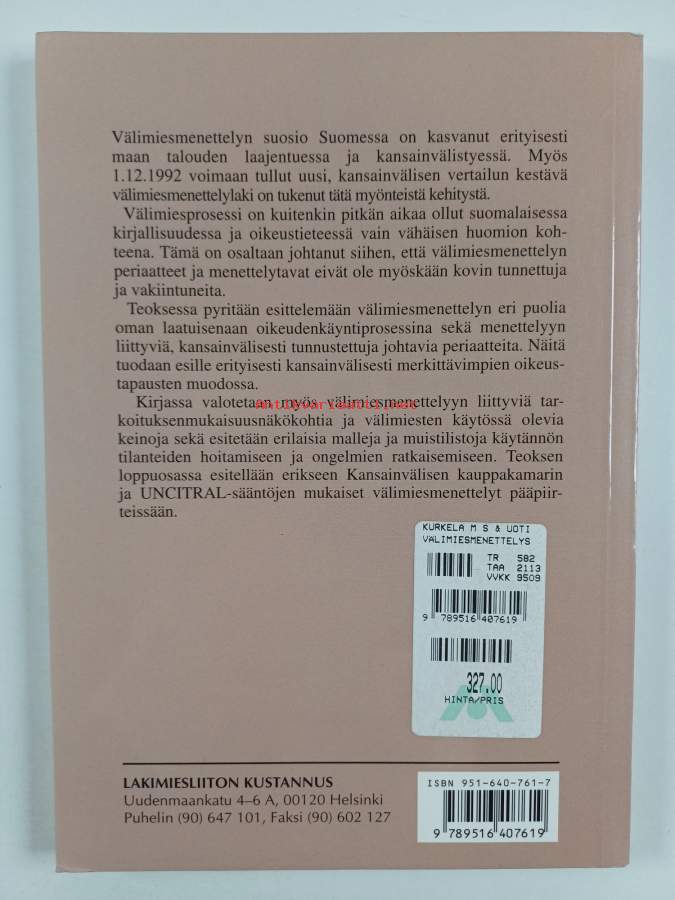 Välimiesmenettelyn suosio Suomessa on kasvanut erityisesti
maan talouden laajentuessa ja kansainvälistyessä. Myös
1.12.1992 voimaan tullut uusi, kansainvälisen vertailun kestävä
välimiesmenettelylaki on tukenut tätä myönteistä kehitystä.
Välimiesprosessi on kuitenkin pitkän aikaa ollut suomalaisessa
kirjallisuudessa ja oikeustieteessä vain vähäisen huomion koh-
teena. Tämä on osaltaan johtanut siihen, että välimiesmenettelyn
periaatteet ja menettelytavat eivät ole myöskään kovin tunnettuja
ja vakiintuneita.
Teoksessa pyritään esittelemään välimiesmenettelyn eri puolia
oman laatuisenaan oikeudenkäyntiprosessina sekä menettelyyn
liittyviä, kansainvälisesti tunnustettuja johtavia periaatteita. Näitä
tuodaan esille erityisesti kansainvälisesti merkittävimpien oikeus-
tapausten muodossa.
Kirjassa valotetaan myös välimiesmenettelyyn liittyviä tar-
antikvariaatti.net
koituksenmukaisuusnäkökohtia ja välimiesten käytössä olevia
keinoja sekä esitetään erilaisia malleja ja muistilistoja käytännön
tilanteiden hoitamiseen ja ongelmien ratkaisemiseen. Teoksen
loppuosassa esitellään erikseen Kansainvälisen kauppakamarin
ja UNCITRAL-sääntöjen mukaiset välimiesmenettelyt pääpiir-
teissään.
KURKELA M S & UOTI
VÄLIMIESMENETTELYS
TR 582
TAA 2113
VVKK 9509
9 789516 407619
327.00
HINTA/PRIS
LAKIMIESLIITON KUSTANNUS
Uudenmaankatu 4–6 A, 00120 Helsinki
Puhelin (90) 647 101, Faksi (90) 602 127
ISBN 951-640-761-7
9 789516 407619